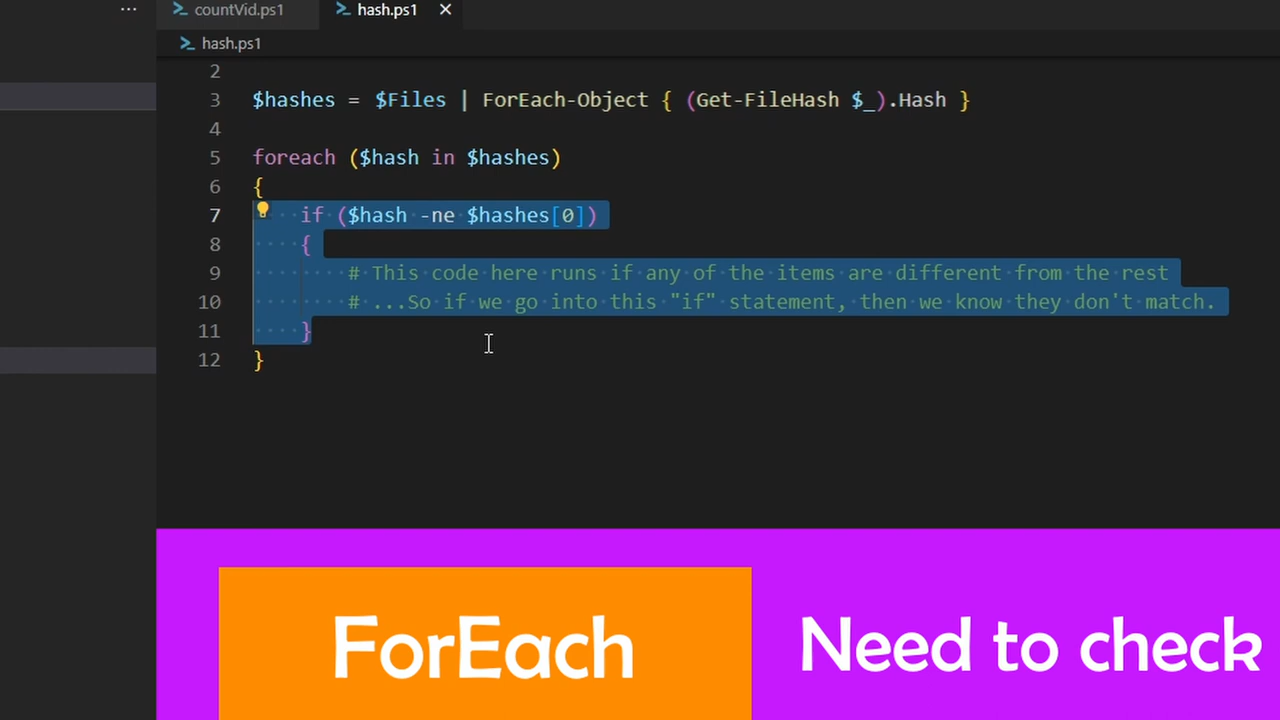 ... countVid.ps1 hash.ps1
hash.ps1
2
3 $hashes = $Files | ForEach-Object { (Get-FileHash $_).Hash }
4
5 foreach ($hash in $hashes)
6 {
7 if ($hash -ne $hashes[0])
8 {
9 # This code here runs if any of the items are different from the rest
10 # ...So if we go into this "if" statement, then we know they don't match.
11 }
12 }
ForEach Need to check